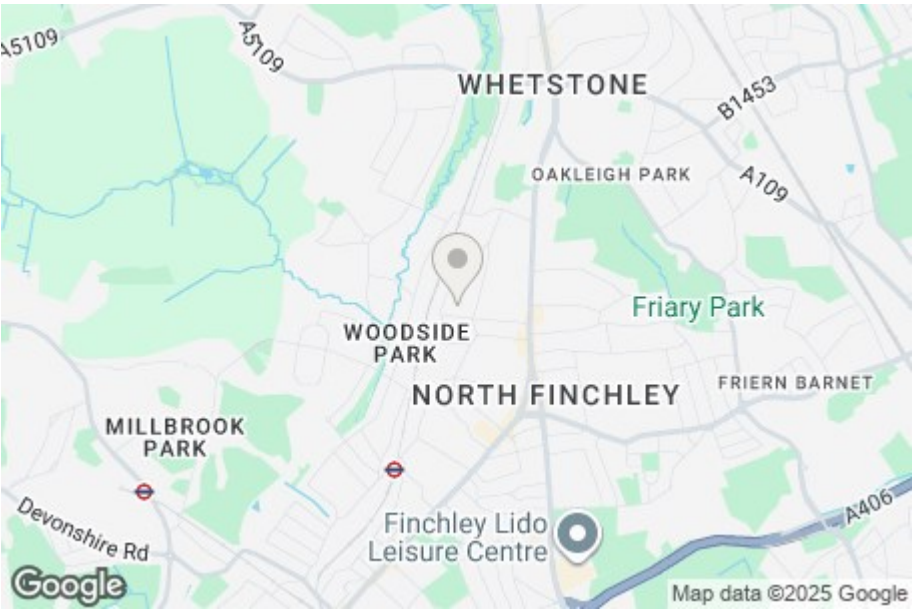 A5109
A5109
WHETSTONE
B1453
OAKLEIGH PARK
A109
Friary Park
WOODSIDE
PARK
NORTH FINCHLEY
FRIERN BARNET
MILLBROOK
PARK
Devonshire Rd
Finchley Lido
Leisure Centre
A406
Google
Map data ©2025 Google